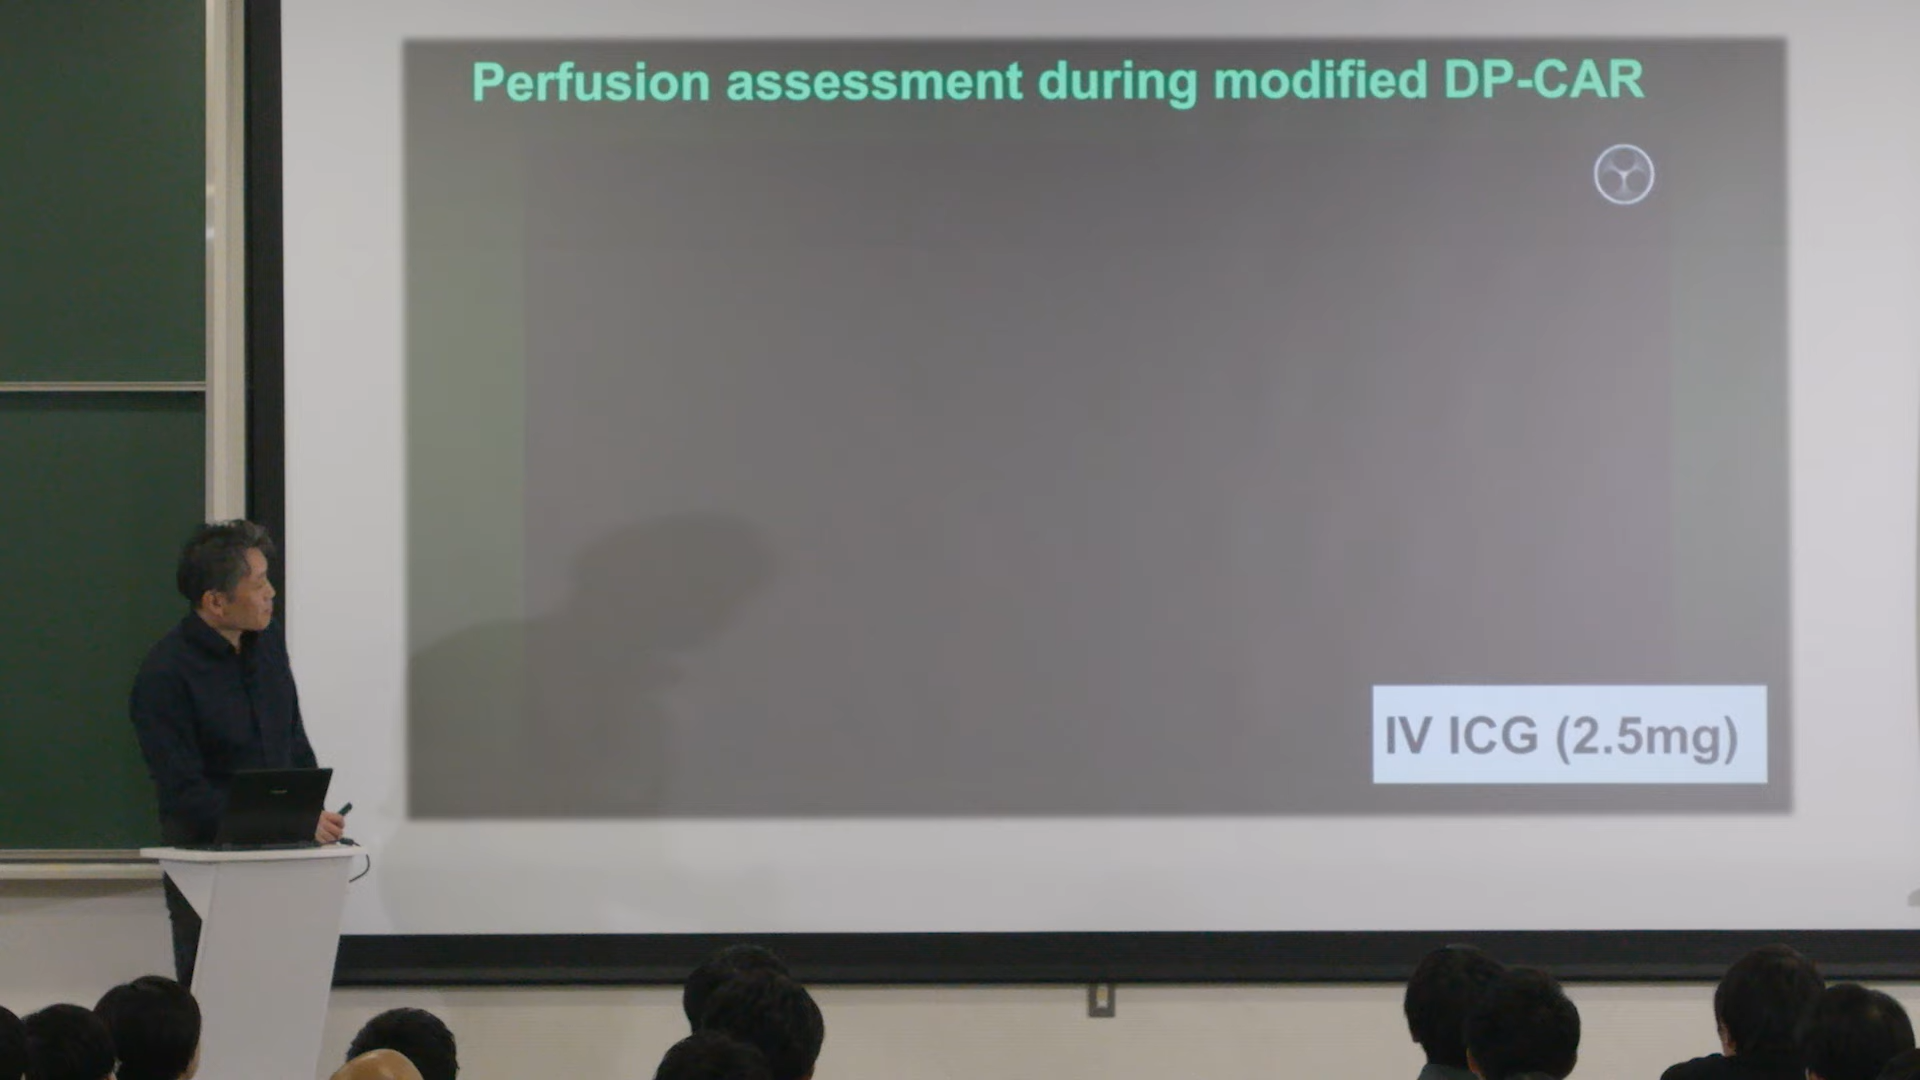 Perfusion assessment during modified DP-CAR
IV ICG (2.5mg)